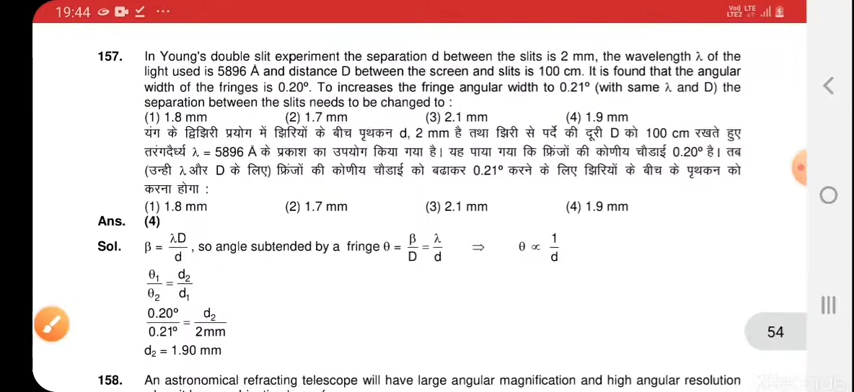 19:44
Vo) LTE
LTE2
157. In Young's double slit experiment the separation d between the slits is 2 mm, the wavelength λ of the
light used is 5896 Å and distance D between the screen and slits is 100 cm. It is found that the angular
width of the fringes is 0.20°. To increases the fringe angular width to 0.21° (with same λ and D) the
separation between the slits needs to be changed to :
(1) 1.8 mm (2) 1.7 mm (3) 2.1 mm (4) 1.9 mm
यंग के द्विझिरी प्रयोग में झिरियों के बीच पृथकन d, 2 mm है तथा झिरी से पर्दे की दूरी D को 100 cm रखते हुए
तरंगदैर्ध्य λ = 5896 Å के प्रकाश का उपयोग किया गया है। यह पाया गया कि फ्रिंजों की कोणीय चौडाई 0.20° है। तब
(उन्ही λ और D के लिए) फ्रिंजों की कोणीय चौडाई को बढाकर 0.21° करने के लिए झिरियों के बीच के पृथकन को
करना होगा :
(1) 1.8 mm (2) 1.7 mm (3) 2.1 mm (4) 1.9 mm
Ans. (4)
Sol. β = λD/d , so angle subtended by a fringe θ = β/D = λ/d ⇒ θ ∝ 1/d
θ₁/θ₂ = d₂/d₁
0.20°/0.21° = d₂/2mm
d₂ = 1.90 mm
54
158. An astronomical refracting telescope will have large angular magnification and high angular resolution